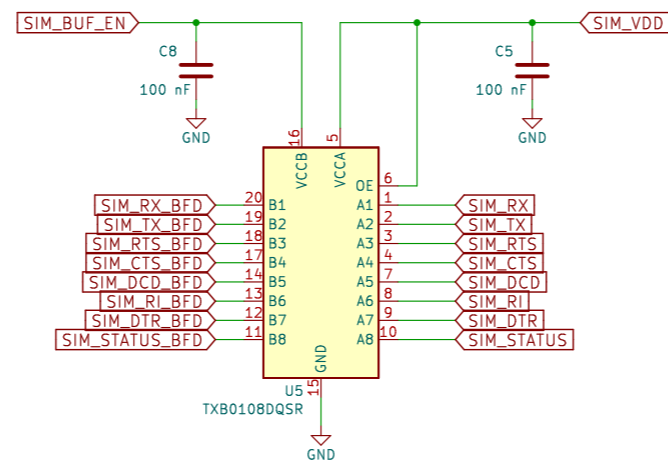 SIM_BUF_EN
SIM_VDD
C8
100 nF
GND
C5
100 nF
GND
16
5
VCCB
VCCA
OE
6
SIM_RX_BFD 20 B1 A1 1 SIM_RX
SIM_TX_BFD 19 B2 A2 2 SIM_TX
SIM_RTS_BFD 18 B3 A3 3 SIM_RTS
SIM_CTS_BFD 17 B4 A4 4 SIM_CTS
SIM_DCD_BFD 14 B5 A5 7 SIM_DCD
SIM_RI_BFD 13 B6 A6 8 SIM_RI
SIM_DTR_BFD 12 B7 A7 9 SIM_DTR
SIM_STATUS_BFD 11 B8 A8 10 SIM_STATUS
GND
15
U5
TXB0108DQSR
GND